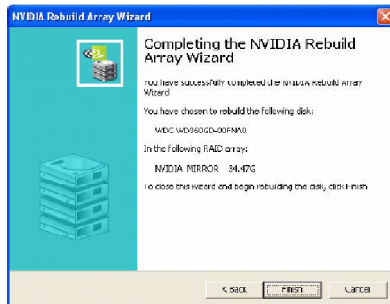 NVIDIA Rebuild Array Wizard
Completing the NVIDIA Rebuild
Array Wizard
You have successfully completed the NVIDIA Rebuild Array
Wizard
You have chosen to rebuild the following disk:
WDC WD360GD-00FNA0
In the following RAID array:
NVIDIA MIRROR 34.47G
To close this wizard and begin rebuilding the disk, click Finish
< Back
Finish
Cancel